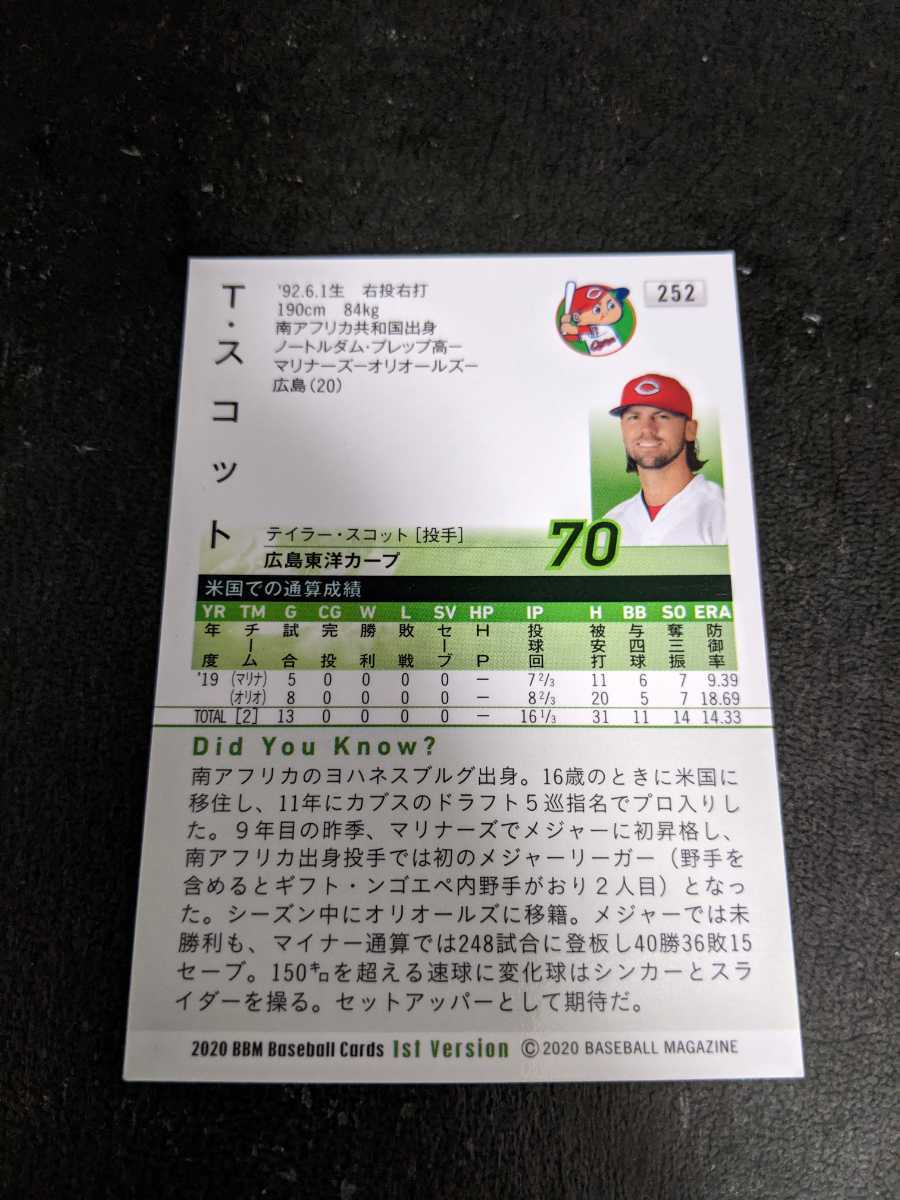 T・スコット
'92.6.1生 右投右打
190cm 84kg
南アフリカ共和国出身
ノートルダム・プレップ高ー
マリナーズーオリオールズー
広島(20)
252
テイラー・スコット [投手]
広島東洋カープ
70
米国での通算成績
YR TM G CG W L SV HP IP H BB SO ERA
年度 チーム 試合 完投 勝利 敗戦 セーブ HP 投球回 被安打 与四球 奪三振 防御率
'19 (マリナ) 5 0 0 0 0 ー 7 2/3 11 6 7 9.39
(オリオ) 8 0 0 0 0 ー 8 2/3 20 5 7 18.69
TOTAL [2] 13 0 0 0 0 ー 16 1/3 31 11 14 14.33
Did You Know?
南アフリカのヨハネスブルグ出身。16歳のときに米国に
移住し、11年にカブスのドラフト5巡指名でプロ入りし
た。9年目の昨季、マリナーズでメジャーに初昇格し、
南アフリカ出身投手では初のメジャーリーガー(野手を
含めるとギフト・ンゴエペ内野手がおり2人目)となっ
た。シーズン中にオリオールズに移籍。メジャーでは未
勝利も、マイナー通算では248試合に登板し40勝36敗15
セーブ。150㌔を超える速球に変化球はシンカーとスラ
イダーを操る。セットアッパーとして期待だ。
2020 BBM Baseball Cards 1st Version ©2020 BASEBALL MAGAZINE